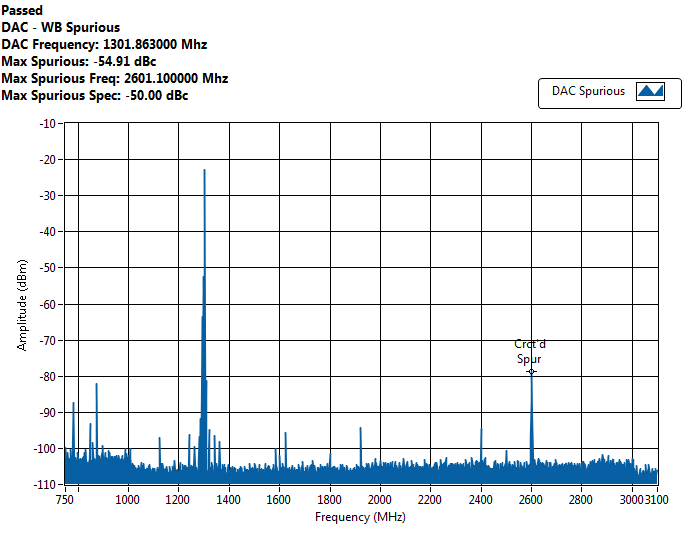 Passed
DAC - WB Spurious
DAC Frequency: 1301.863000 Mhz
Max Spurious: -54.91 dBc
Max Spurious Freq: 2601.100000 Mhz
Max Spurious Spec: -50.00 dBc
DAC Spurious
-10
-20
-30
-40
-50
-60
-70
-80
-90
-100
-110
Amplitude (dBm)
Crct'd
Spur
750 1000 1200 1400 1600 1800 2000 2200 2400 2600 2800 3000 3100
Frequency (MHz)